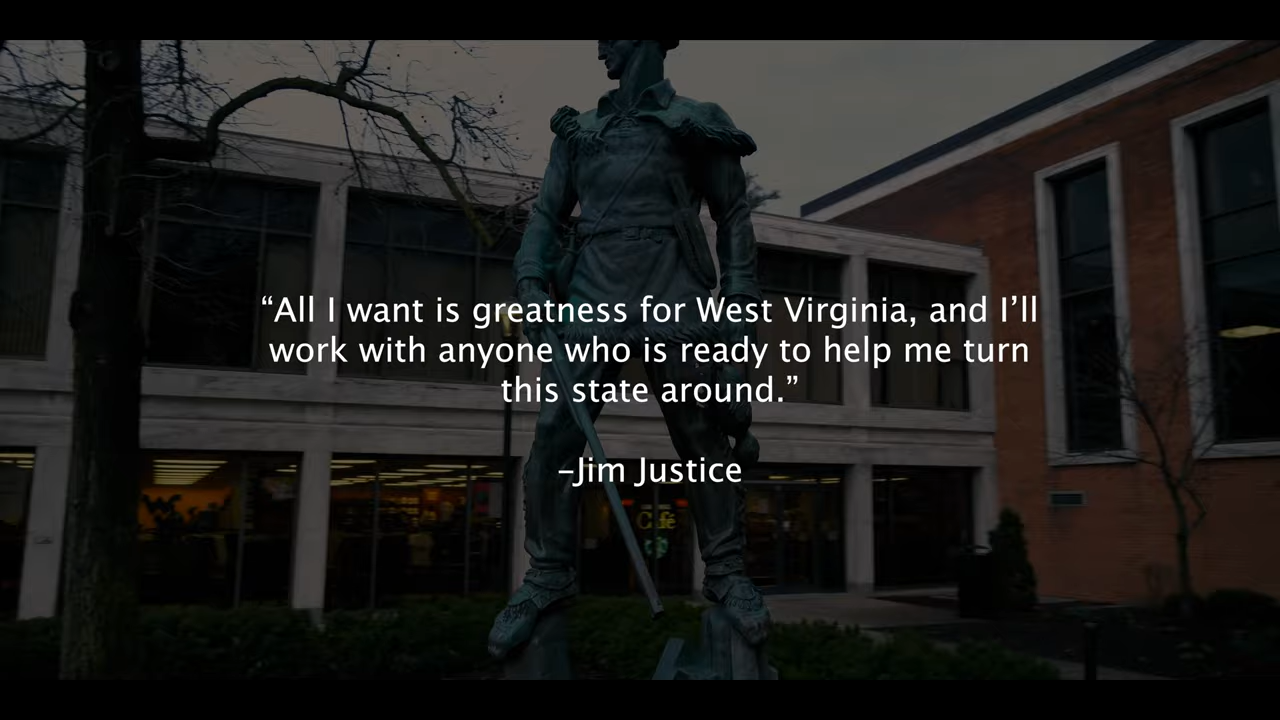 “All I want is greatness for West Virginia, and I’ll
work with anyone who is ready to help me turn
this state around.”
–Jim Justice
Café